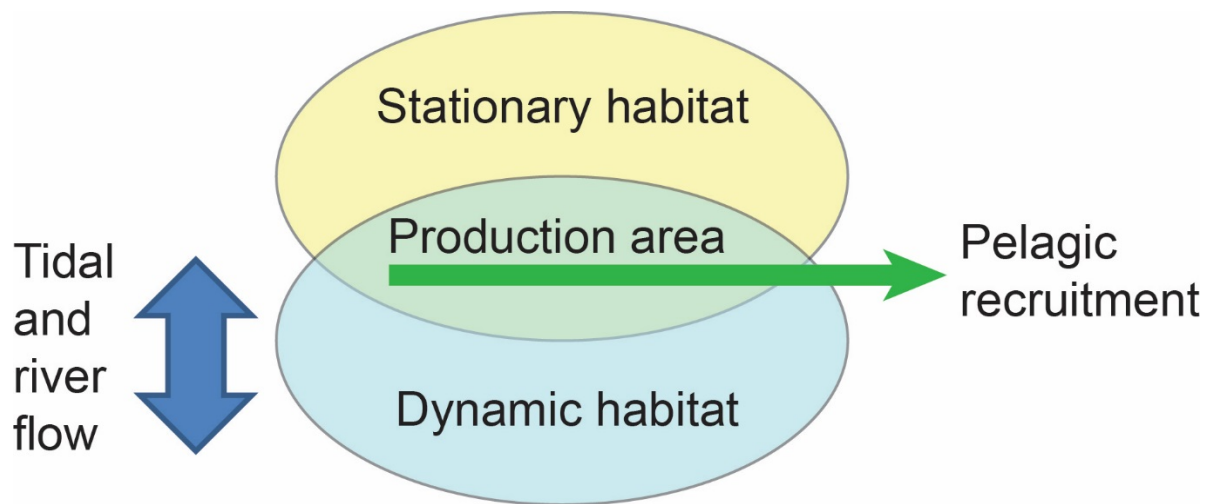 Stationary habitat
Production area
Dynamic habitat
Tidal
and
river
flow
Pelagic
recruitment